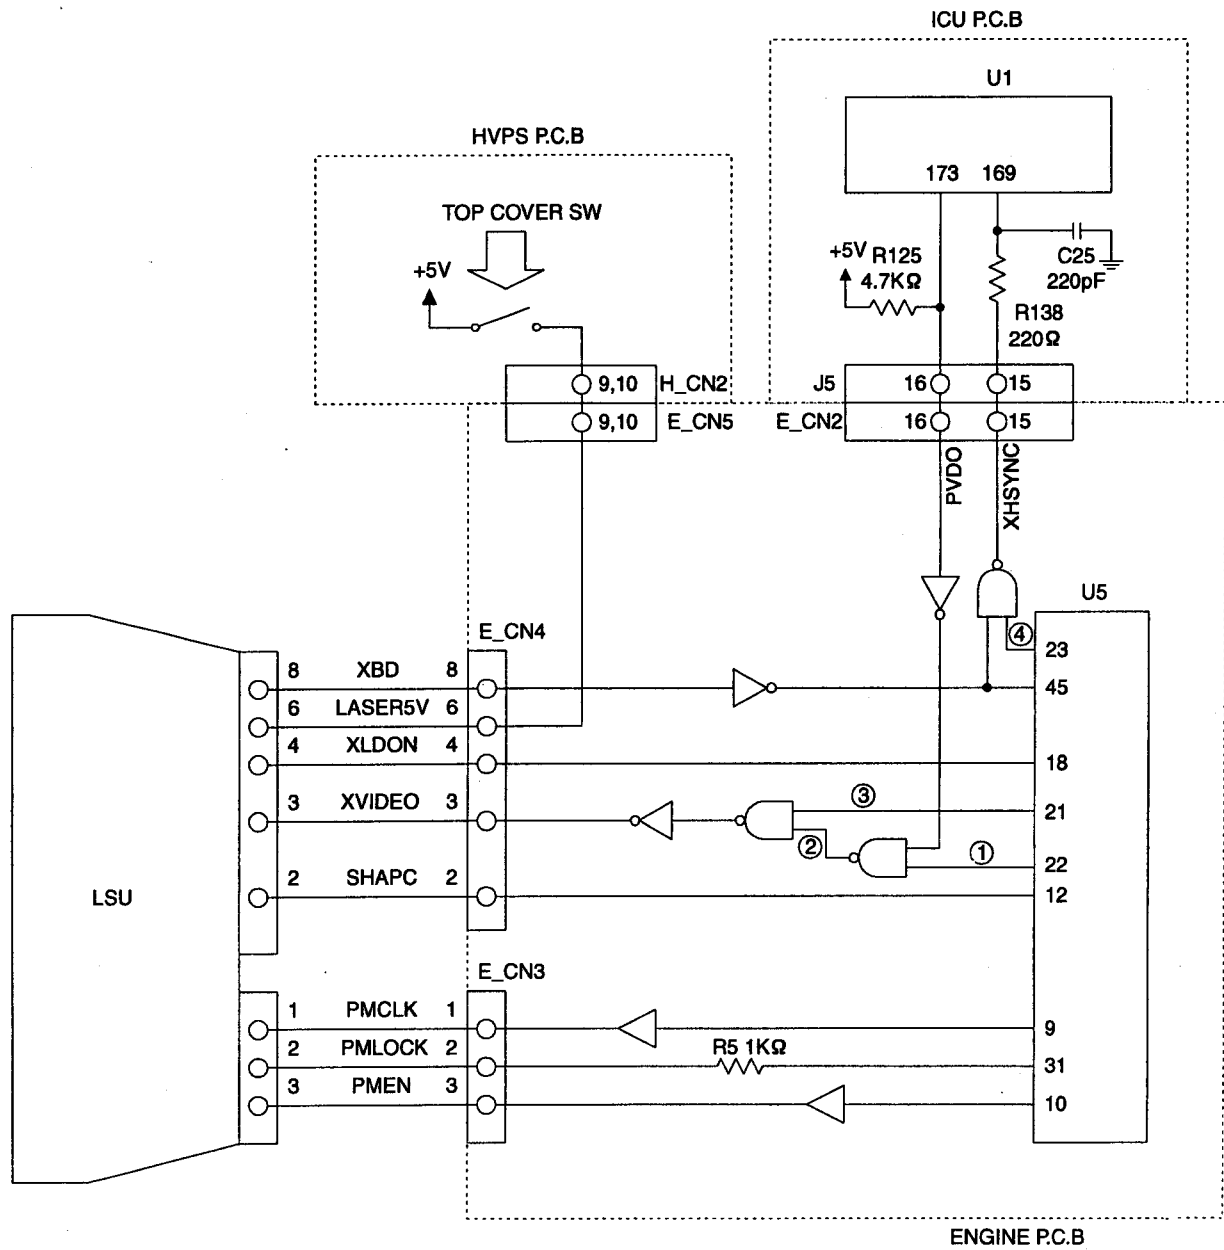 ICU P.C.B
U1
173 169
HVPS P.C.B
TOP COVER SW
+5V
+5V R125
4.7KΩ
C25
220pF
R138
220Ω
9,10 H_CN2
9,10 E_CN5
J5 16 15
E_CN2 16 15
PVDO
XHSYNC
U5
E_CN4
④ 23
8 XBD 8 45
6 LASER5V 6
4 XLDON 4 18
3 XVIDEO 3 ③ 21
② ① 22
2 SHAPC 2 12
LSU
E_CN3
1 PMCLK 1 9
2 PMLOCK 2 R5 1KΩ 31
3 PMEN 3 10
ENGINE P.C.B